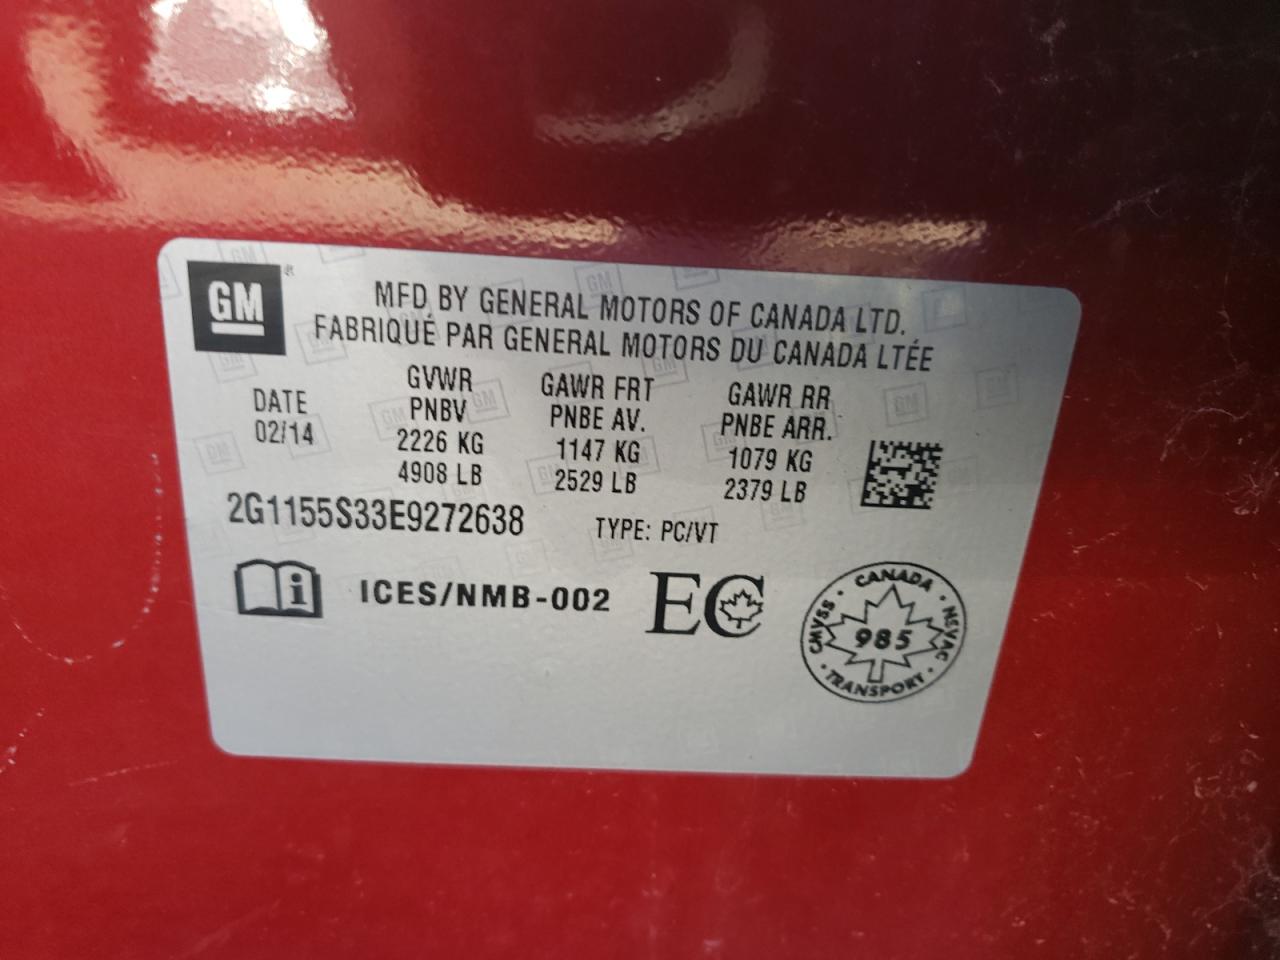 GM
MFD BY GENERAL MOTORS OF CANADA LTD.
FABRIQUÉ PAR GENERAL MOTORS DU CANADA LTÉE
DATE
02/14
GVWR
PNBV
2226 KG
4908 LB
GAWR FRT
PNBE AV.
1147 KG
2529 LB
GAWR RR
PNBE ARR.
1079 KG
2379 LB
2G1155S33E9272638
TYPE: PC/VT
i
ICES/NMB-002
EC
CANADA
CMVSS
985
NSVAC
TRANSPORT